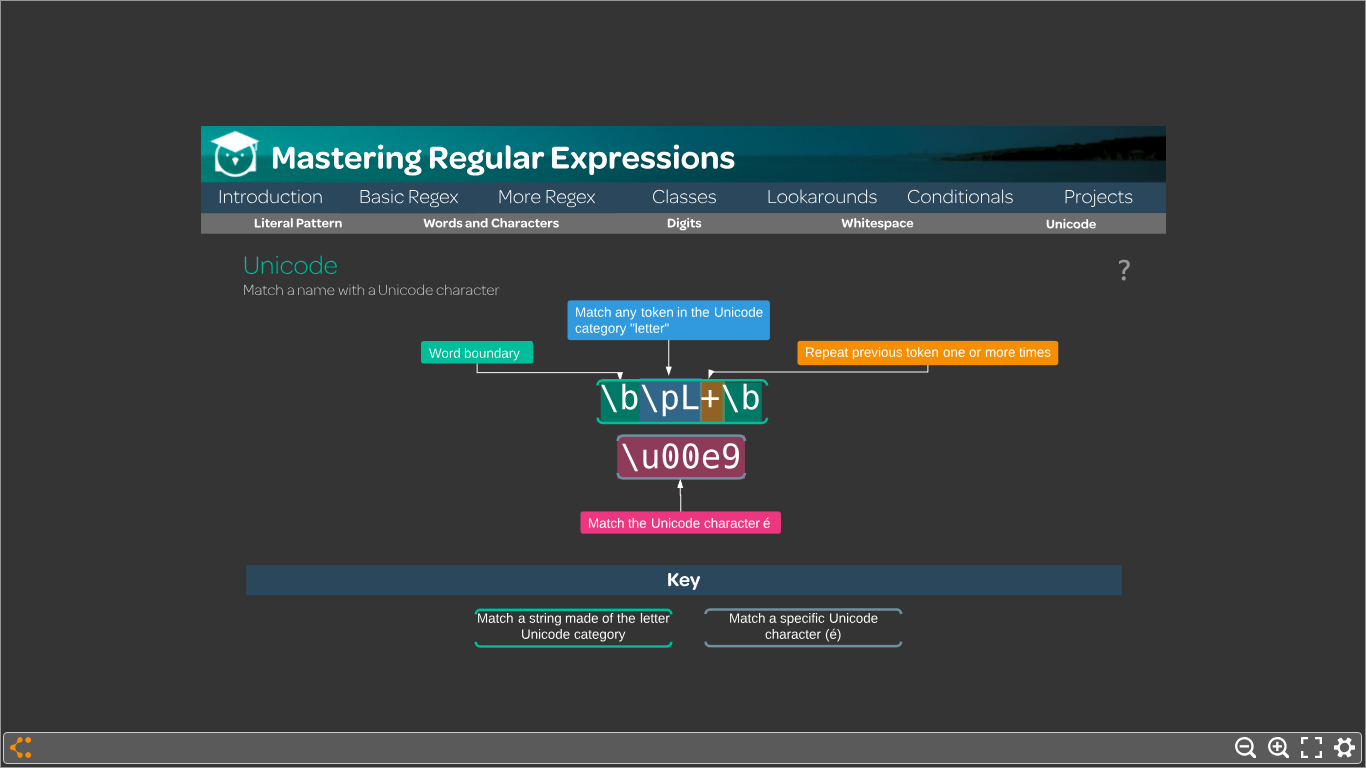 Mastering Regular Expressions
Introduction Basic Regex More Regex Classes Lookarounds Conditionals Projects
Literal Pattern Words and Characters Digits Whitespace Unicode
Unicode
?
Match a name with a Unicode character
Match any token in the Unicode
category "letter"
Word boundary
Repeat previous token one or more times
\b\pL+\b
\u00e9
Match the Unicode character é
Key
Match a string made of the letter
Unicode category
Match a specific Unicode
character (é)